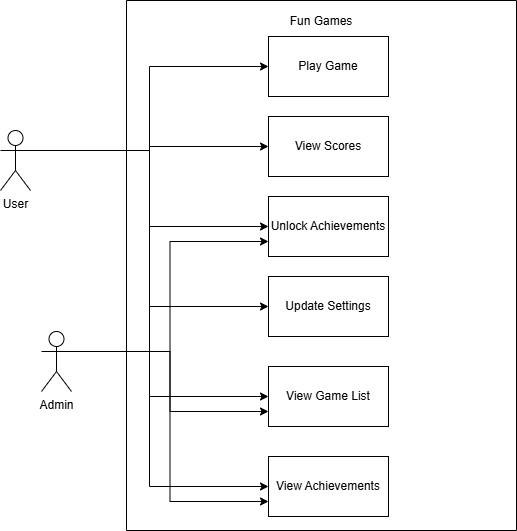 Fun Games
Play Game
View Scores
User
Unlock Achievements
Update Settings
Admin
View Game List
View Achievements